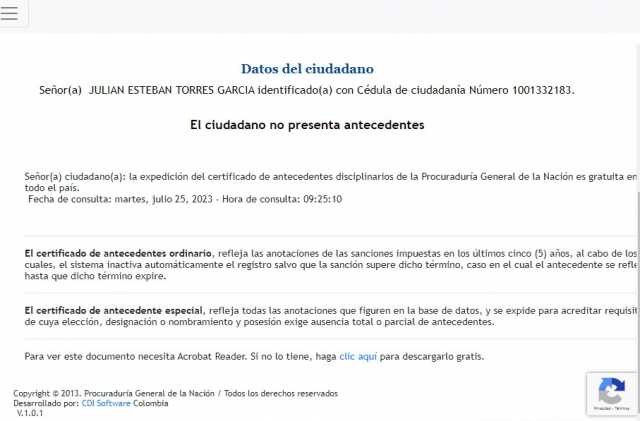 Datos del ciudadano
Señor(a) JULIAN ESTEBAN TORRES GARCIA identificado(a) con Cédula de ciudadanía Número 1001332183.
El ciudadano no presenta antecedentes
Señor(a) ciudadano(a): la expedición del certificado de antecedentes disciplinarios de la Procuraduría General de la Nación es gratuita en
todo el país.
Fecha de consulta: martes, julio 25, 2023 - Hora de consulta: 09:25:10
El certificado de antecedentes ordinario, refleja las anotaciones de las sanciones impuestas en los últimos cinco (5) años, al cabo de los
cuales, el sistema inactiva automáticamente el registro salvo que la sanción supere dicho término, caso en el cual el antecedente se refle
hasta que dicho término expire.
El certificado de antecedente especial, refleja todas las anotaciones que figuren en la base de datos, y se expide para acreditar requisit
de cuya elección, designación o nombramiento y posesión exige ausencia total o parcial de antecedentes.
Para ver este documento necesita Acrobat Reader. Si no lo tiene, haga clic aquí para descargarlo gratis.
Copyright © 2013. Procuraduría General de la Nación / Todos los derechos reservados
Desarrollado por: CDI Software Colombia
V.1.0.1
Privacidad - Términos